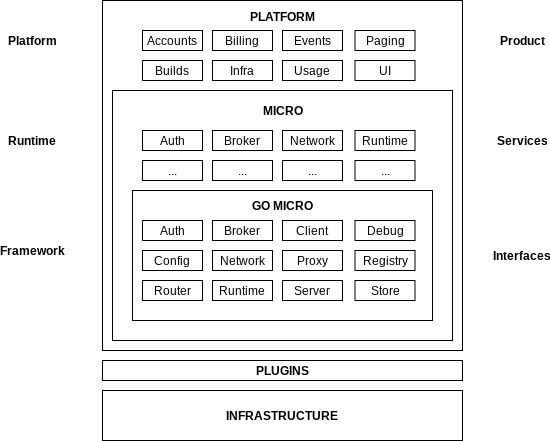 PLATFORM
Platform Accounts Billing Events Paging Product
Builds Infra Usage UI
MICRO
Runtime Auth Broker Network Runtime Services
... ... ... ...
GO MICRO
Auth Broker Client Debug
Framework Config Network Proxy Registry Interfaces
Router Runtime Server Store
PLUGINS
INFRASTRUCTURE